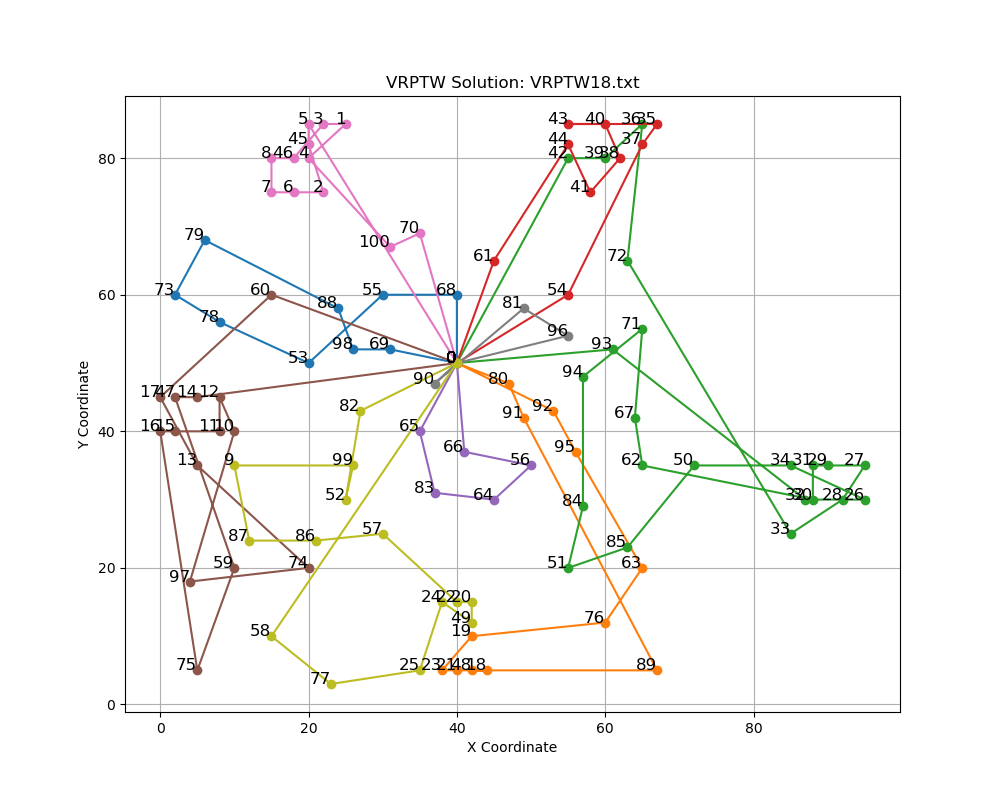 VRPTW Solution: VRPTW18.txt
Y Coordinate
80
60
40
20
0
5 3 1
45
8 46 4
7 6 2
43 40 36 35
44 37
42 39 38
41
70
100
79
61
72
73 60 55 68 54
88 81
78 96 71
98 69 93
53 0
90 80 94
17 47 14 12
82 91 92 67
16 15 11 10
65
66 95
13 9 99 56 62 50 34 31 29 27
52 83 64 84 32 30 28 26
87 86 57 85 33
97 59 74 51 63
24 22 20
49
58 19 76
75 25 23 21 48 18 89
77
0 20 40 60 80
X Coordinate